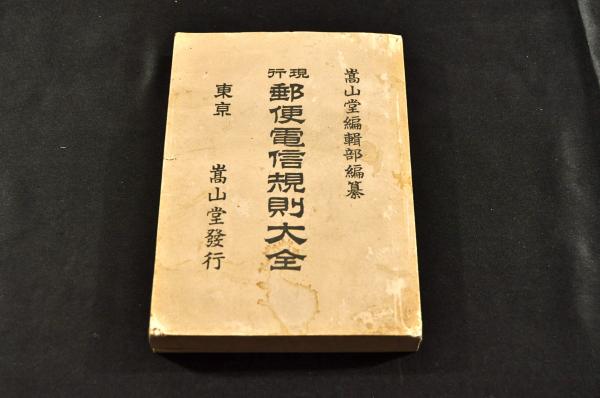 嵩山堂編輯部編纂
現行
郵便電信規則大全
東京
嵩山堂發行